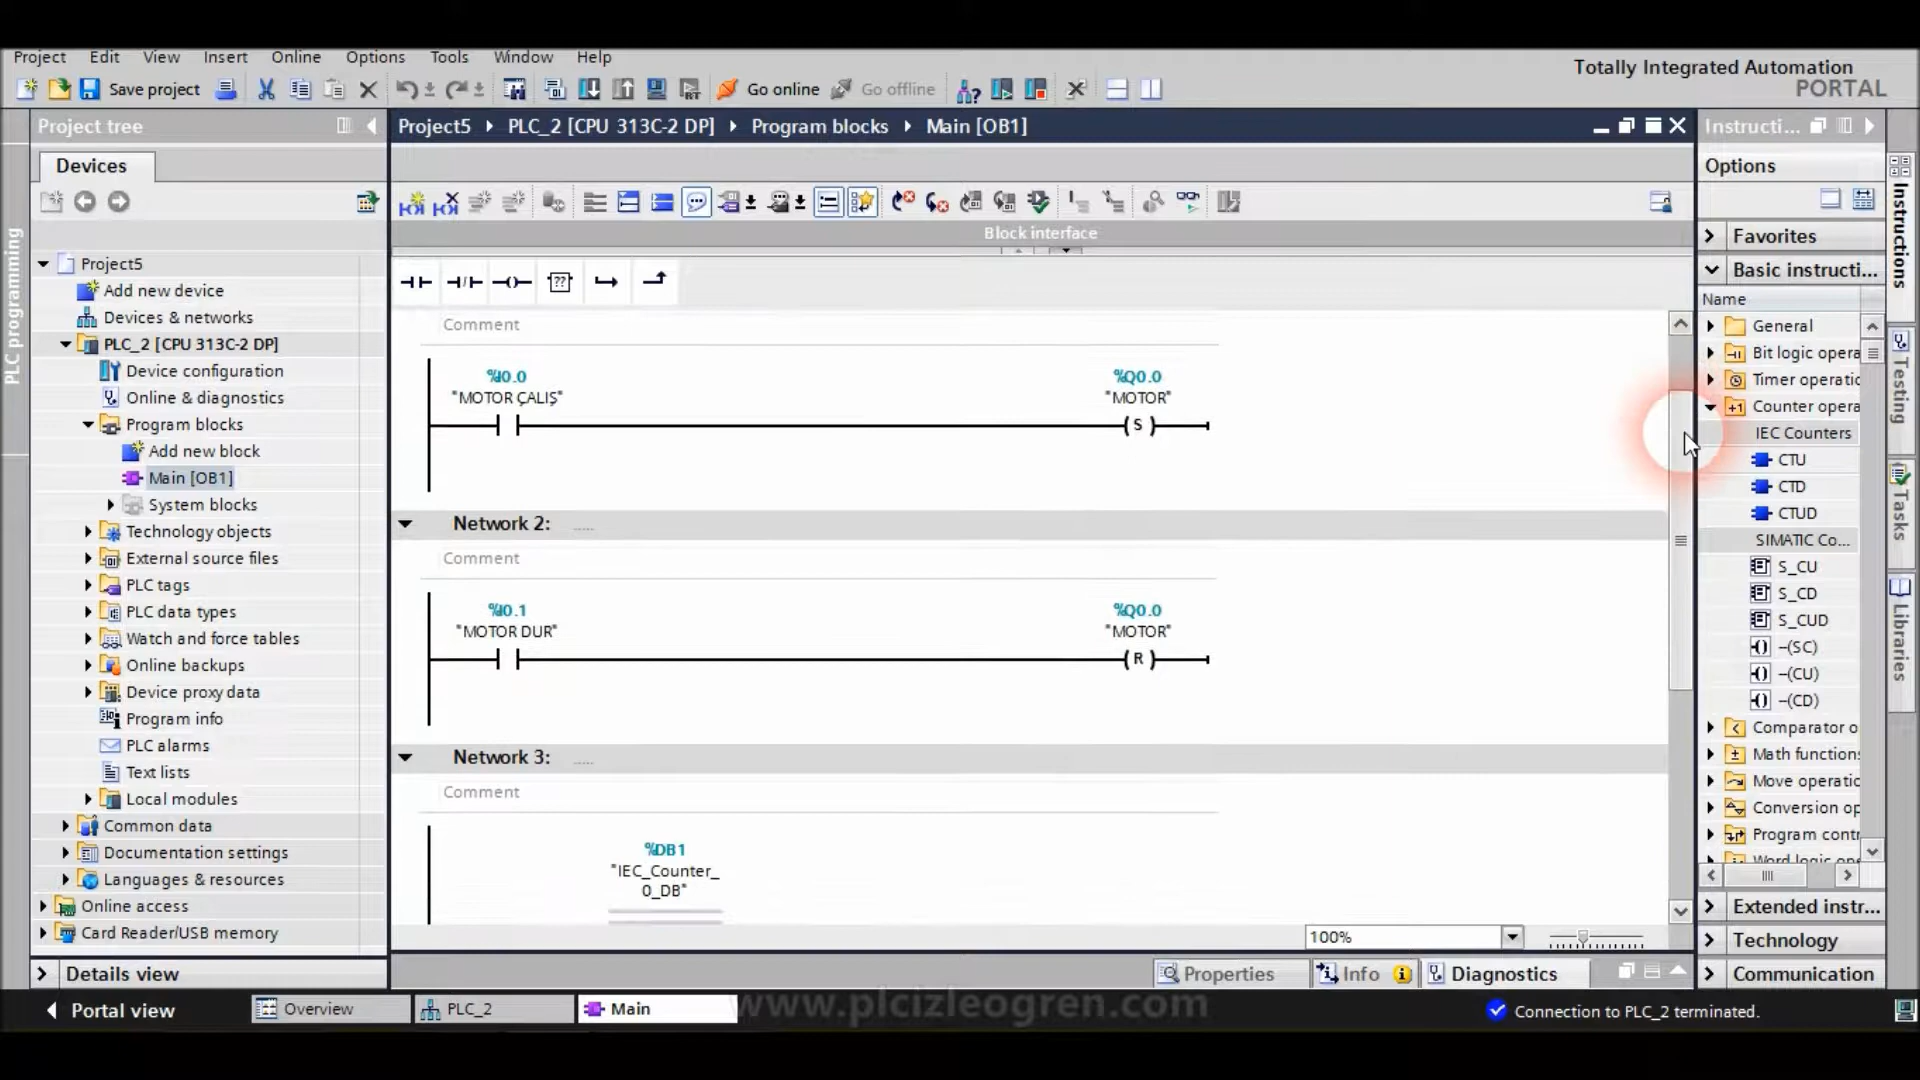 Project Edit View Insert Online Options Tools Window Help
Totally Integrated Automation
PORTAL
Save project Go online Go offline
Project tree
Project5 PLC_2 [CPU 313C-2 DP] Program blocks Main [OB1]
Instructi...
Devices
Options
Block interface
Favorites
Basic instructi...
Name
General
Bit logic opera
Timer operatic
Counter opera
IEC Counters
CTU
CTD
CTUD
SIMATIC Co...
S_CU
S_CD
S_CUD
–(SC)
–(CU)
–(CD)
Comparator o
Math functions
Move operatic
Conversion op
Program contr
Word logic ope
Extended instr...
Technology
Communication
Instructions
Testing
Tasks
Libraries
PLC programming
Project5
Add new device
Devices & networks
PLC_2 [CPU 313C-2 DP]
Device configuration
Online & diagnostics
Program blocks
Add new block
Main [OB1]
System blocks
Technology objects
External source files
PLC tags
PLC data types
Watch and force tables
Online backups
Device proxy data
Program info
PLC alarms
Text lists
Local modules
Common data
Documentation settings
Languages & resources
Online access
Card Reader/USB memory
Details view
??
Comment
%I0.0
"MOTOR ÇALIŞ"
%Q0.0
"MOTOR"
S
Network 2: .....
Comment
%I0.1
"MOTOR DUR"
%Q0.0
"MOTOR"
R
Network 3: .....
Comment
%DB1
"IEC_Counter_
0_DB"
100%
Properties Info Diagnostics
Portal view Overview PLC_2 Main
www.plcizleogren.com
Connection to PLC_2 terminated.